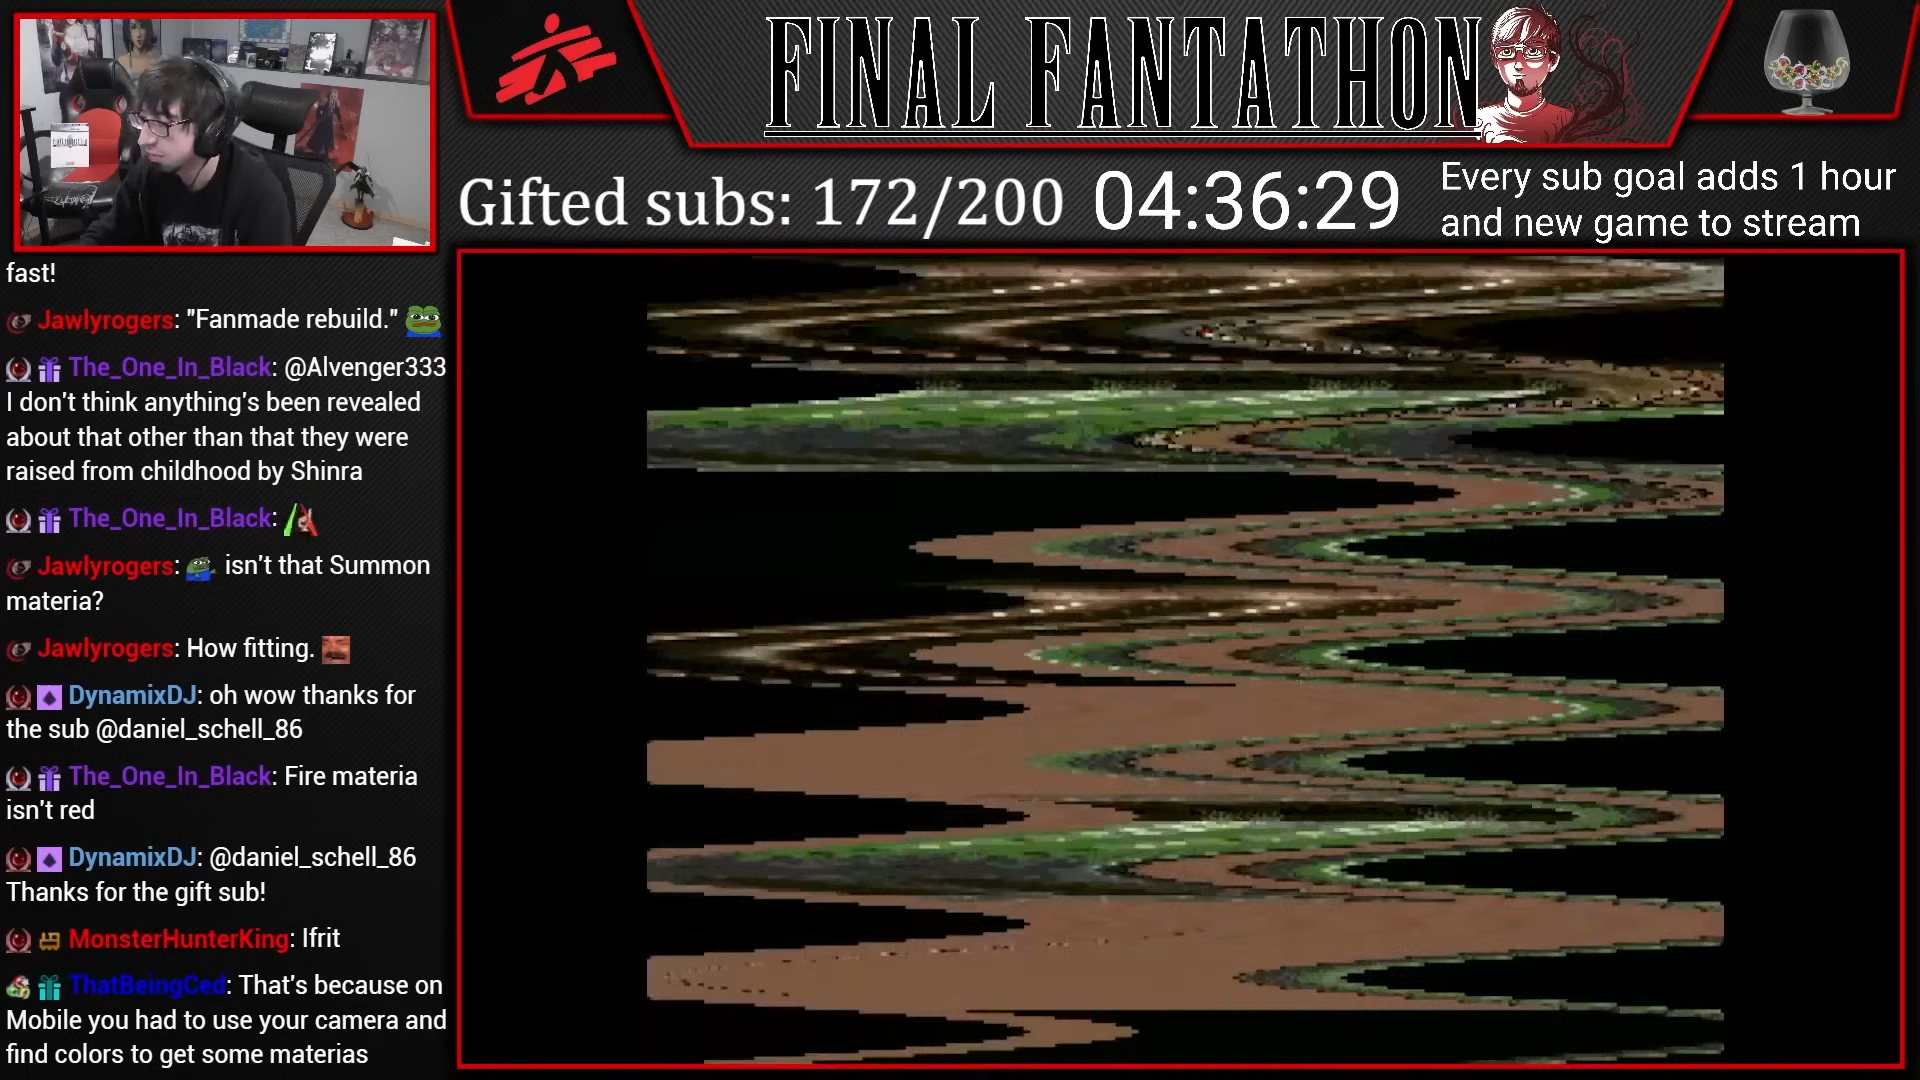 FINAL FANTATHON
Gifted subs: 172/200
04:36:29
Every sub goal adds 1 hour
and new game to stream
fast!
Jawlyrogers: "Fanmade rebuild."
The_One_In_Black: @Alvenger333
I don't think anything's been revealed
about that other than that they were
raised from childhood by Shinra
The_One_In_Black:
Jawlyrogers: isn't that Summon
materia?
Jawlyrogers: How fitting.
DynamixDJ: oh wow thanks for
the sub @daniel_schell_86
The_One_In_Black: Fire materia
isn't red
DynamixDJ: @daniel_schell_86
Thanks for the gift sub!
MonsterHunterKing: Ifrit
ThatBeingCed: That's because on
Mobile you had to use your camera and
find colors to get some materias